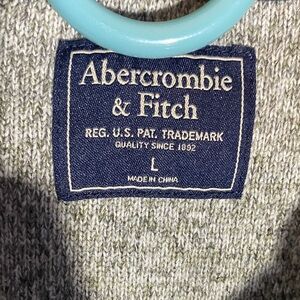 Abercrombie
& Fitch
REG. U.S. PAT. TRADEMARK
QUALITY SINCE 1892
L
MADE IN CHINA